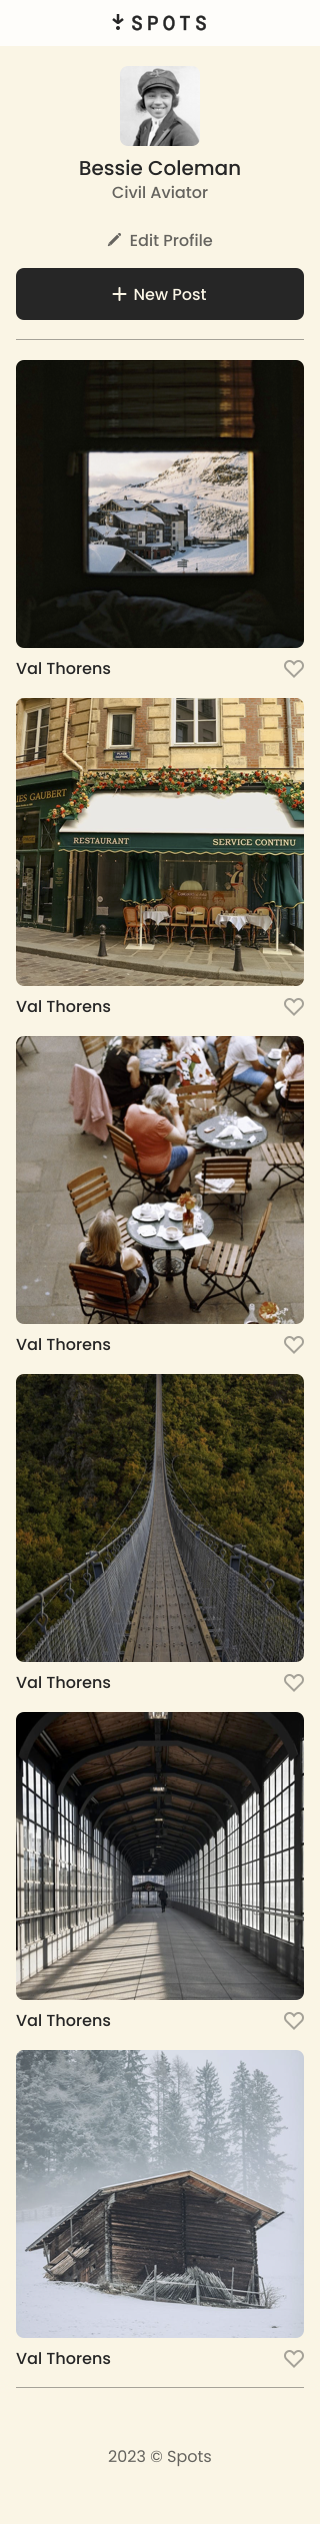 SPOTS
Bessie Coleman
Civil Aviator
Edit Profile
+ New Post
Val Thorens
IES GAUBERT
RESTAURANT SERVICE CONTINU
Val Thorens
Val Thorens
Val Thorens
Val Thorens
Val Thorens
2023 © Spots